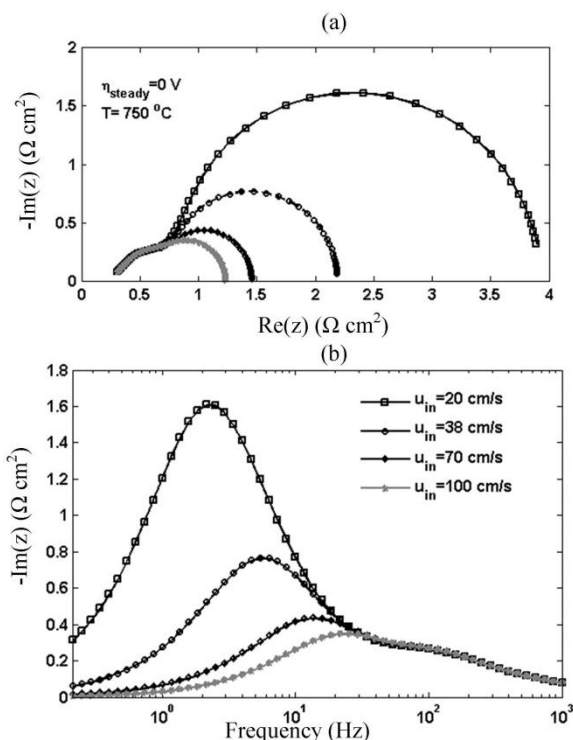 (a)
2
1.5
1
0.5
0
η_steady=0 V
T= 750 ⁰C
-Im(z) (Ω cm²)
0 0.5 1 1.5 2 2.5 3 3.5 4
Re(z) (Ω cm²)
(b)
1.8
1.6
1.4
1.2
1
0.8
0.6
0.4
0.2
0
-Im(z) (Ω cm²)
u_in=20 cm/s
u_in=38 cm/s
u_in=70 cm/s
u_in=100 cm/s
10⁰ 10¹ 10² 10³
Frequency (Hz)